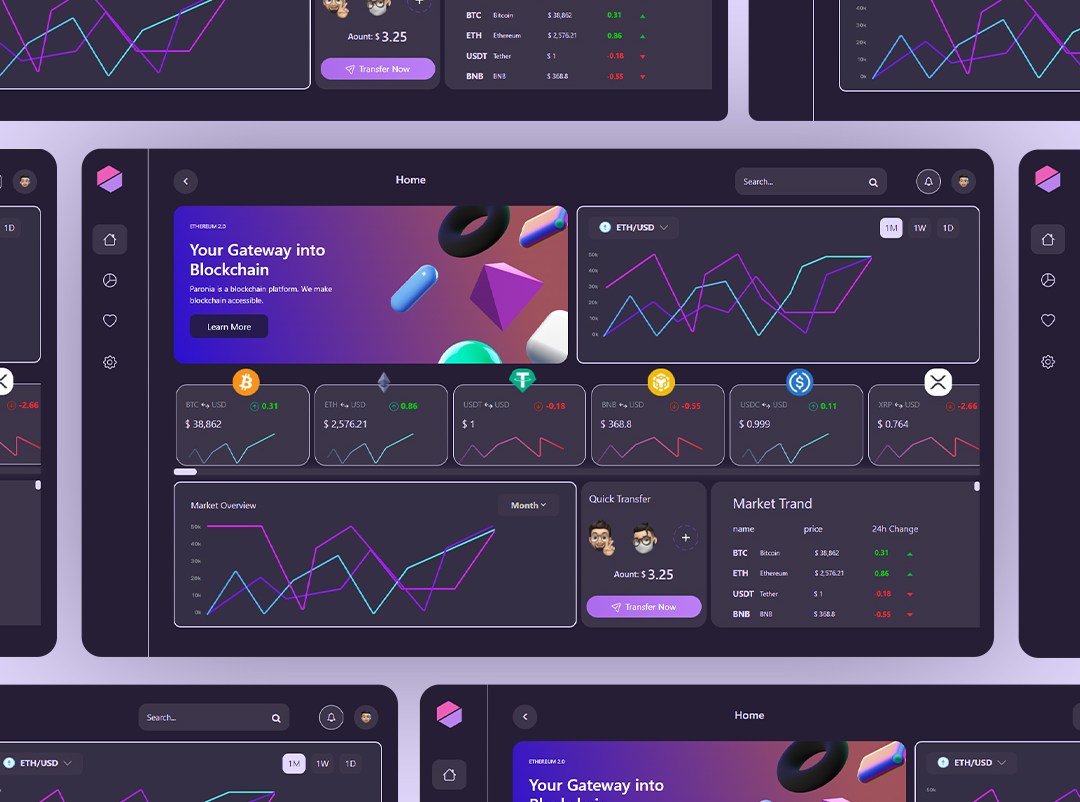 BTC Bitcoin $ 38,862 0.31
Aount: $ 3.25
ETH Ethereum $ 2,576.21 0.86
USDT Tether $ 1 -0.18
Transfer Now
BNB BNB $ 368.8 -0.55
40k
30k
20k
10k
0k
1D
-2.66
Home
Search...
ETHEREUM 2.0
Your Gateway into
Blockchain
Paronia is a blockchain platform. We make
blockchain accessible.
Learn More
ETH/USD
1M 1W 1D
50k
40k
30k
20k
10k
0k
BTC USD 0.31
$ 38,862
ETH USD 0.86
$ 2,576.21
USDT USD -0.18
$ 1
BNB USD -0.55
$ 368.8
USDC USD 0.11
$ 0.999
XRP USD -2.66
$ 0.764
Market Overview
Month
50k
40k
30k
20k
10k
0k
Quick Transfer
Aount: $ 3.25
Transfer Now
Market Trand
name price 24h Change
BTC Bitcoin $ 38,862 0.31
ETH Ethereum $ 2,576.21 0.86
USDT Tether $ 1 -0.18
BNB BNB $ 368.8 -0.55
Search...
ETH/USD
1M 1W 1D
Home
ETHEREUM 2.0
Your Gateway into
Blockchain
ETH/USD
50k